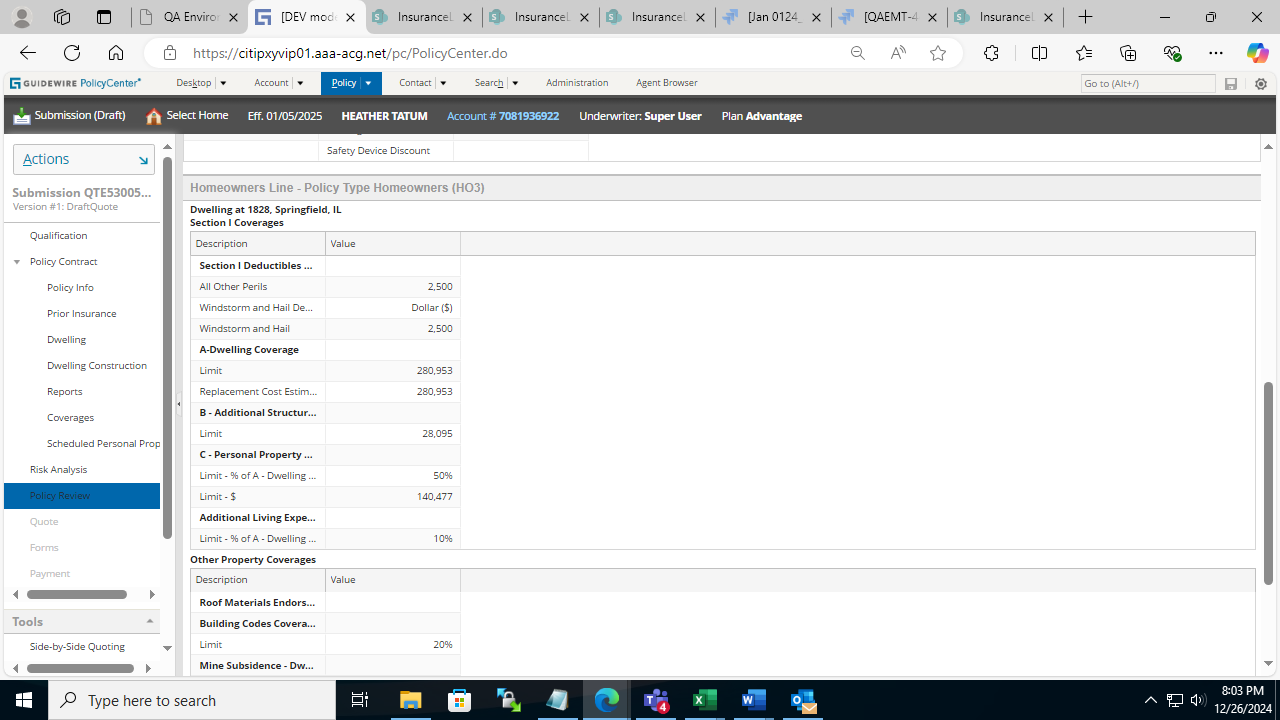 QA Environ
[DEV mode
InsuranceL
InsuranceL
InsuranceL
[Jan 0124_
[QAEMT-4
InsuranceL
https://citipxyvip01.aaa-acg.net/pc/PolicyCenter.do
GUIDEWIRE PolicyCenter
Desktop
Account
Policy
Contact
Search
Administration
Agent Browser
Go to (Alt+/)
Submission (Draft)
Select Home
Eff. 01/05/2025
HEATHER TATUM
Account # 7081936922
Underwriter: Super User
Plan Advantage
Actions
Submission QTE53005...
Version #1: DraftQuote
Qualification
Policy Contract
Policy Info
Prior Insurance
Dwelling
Dwelling Construction
Reports
Coverages
Scheduled Personal Prop
Risk Analysis
Policy Review
Quote
Forms
Payment
Tools
Side-by-Side Quoting
Safety Device Discount
Homeowners Line - Policy Type Homeowners (HO3)
Dwelling at 1828, Springfield, IL
Section I Coverages
Description Value
Section I Deductibles ...
All Other Perils 2,500
Windstorm and Hail De... Dollar ($)
Windstorm and Hail 2,500
A-Dwelling Coverage
Limit 280,953
Replacement Cost Estim... 280,953
B - Additional Structur...
Limit 28,095
C - Personal Property ...
Limit - % of A - Dwelling ... 50%
Limit - $ 140,477
Additional Living Expe...
Limit - % of A - Dwelling ... 10%
Other Property Coverages
Description Value
Roof Materials Endors...
Building Codes Covera...
Limit 20%
Mine Subsidence - Dw...
Type here to search
4
8:03 PM
12/26/2024